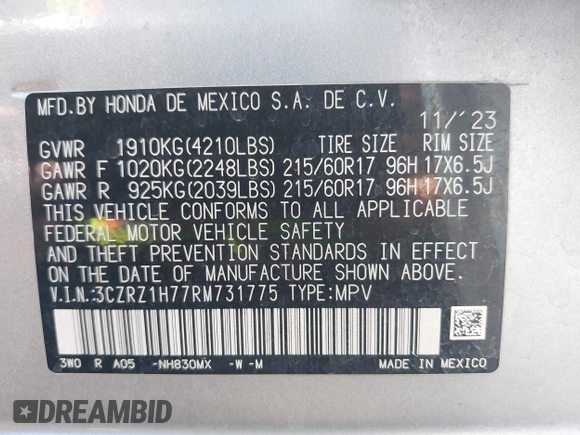 MFD.BY HONDA DE MEXICO S.A. DE C.V.
11/'23
GVWR 1910KG(4210LBS) TIRE SIZE RIM SIZE
GAWR F 1020KG(2248LBS) 215/60R17 96H 17X6.5J
GAWR R 925KG(2039LBS) 215/60R17 96H 17X6.5J
THIS VEHICLE CONFORMS TO ALL APPLICABLE
FEDERAL MOTOR VEHICLE SAFETY
AND THEFT PREVENTION STANDARDS IN EFFECT
ON THE DATE OF MANUFACTURE SHOWN ABOVE.
V.I.N.:3CZRZ1H77RM731775 TYPE:MPV
3W0 R A05 -NH830MX -W -M MADE IN MEXICO
DREAMBID